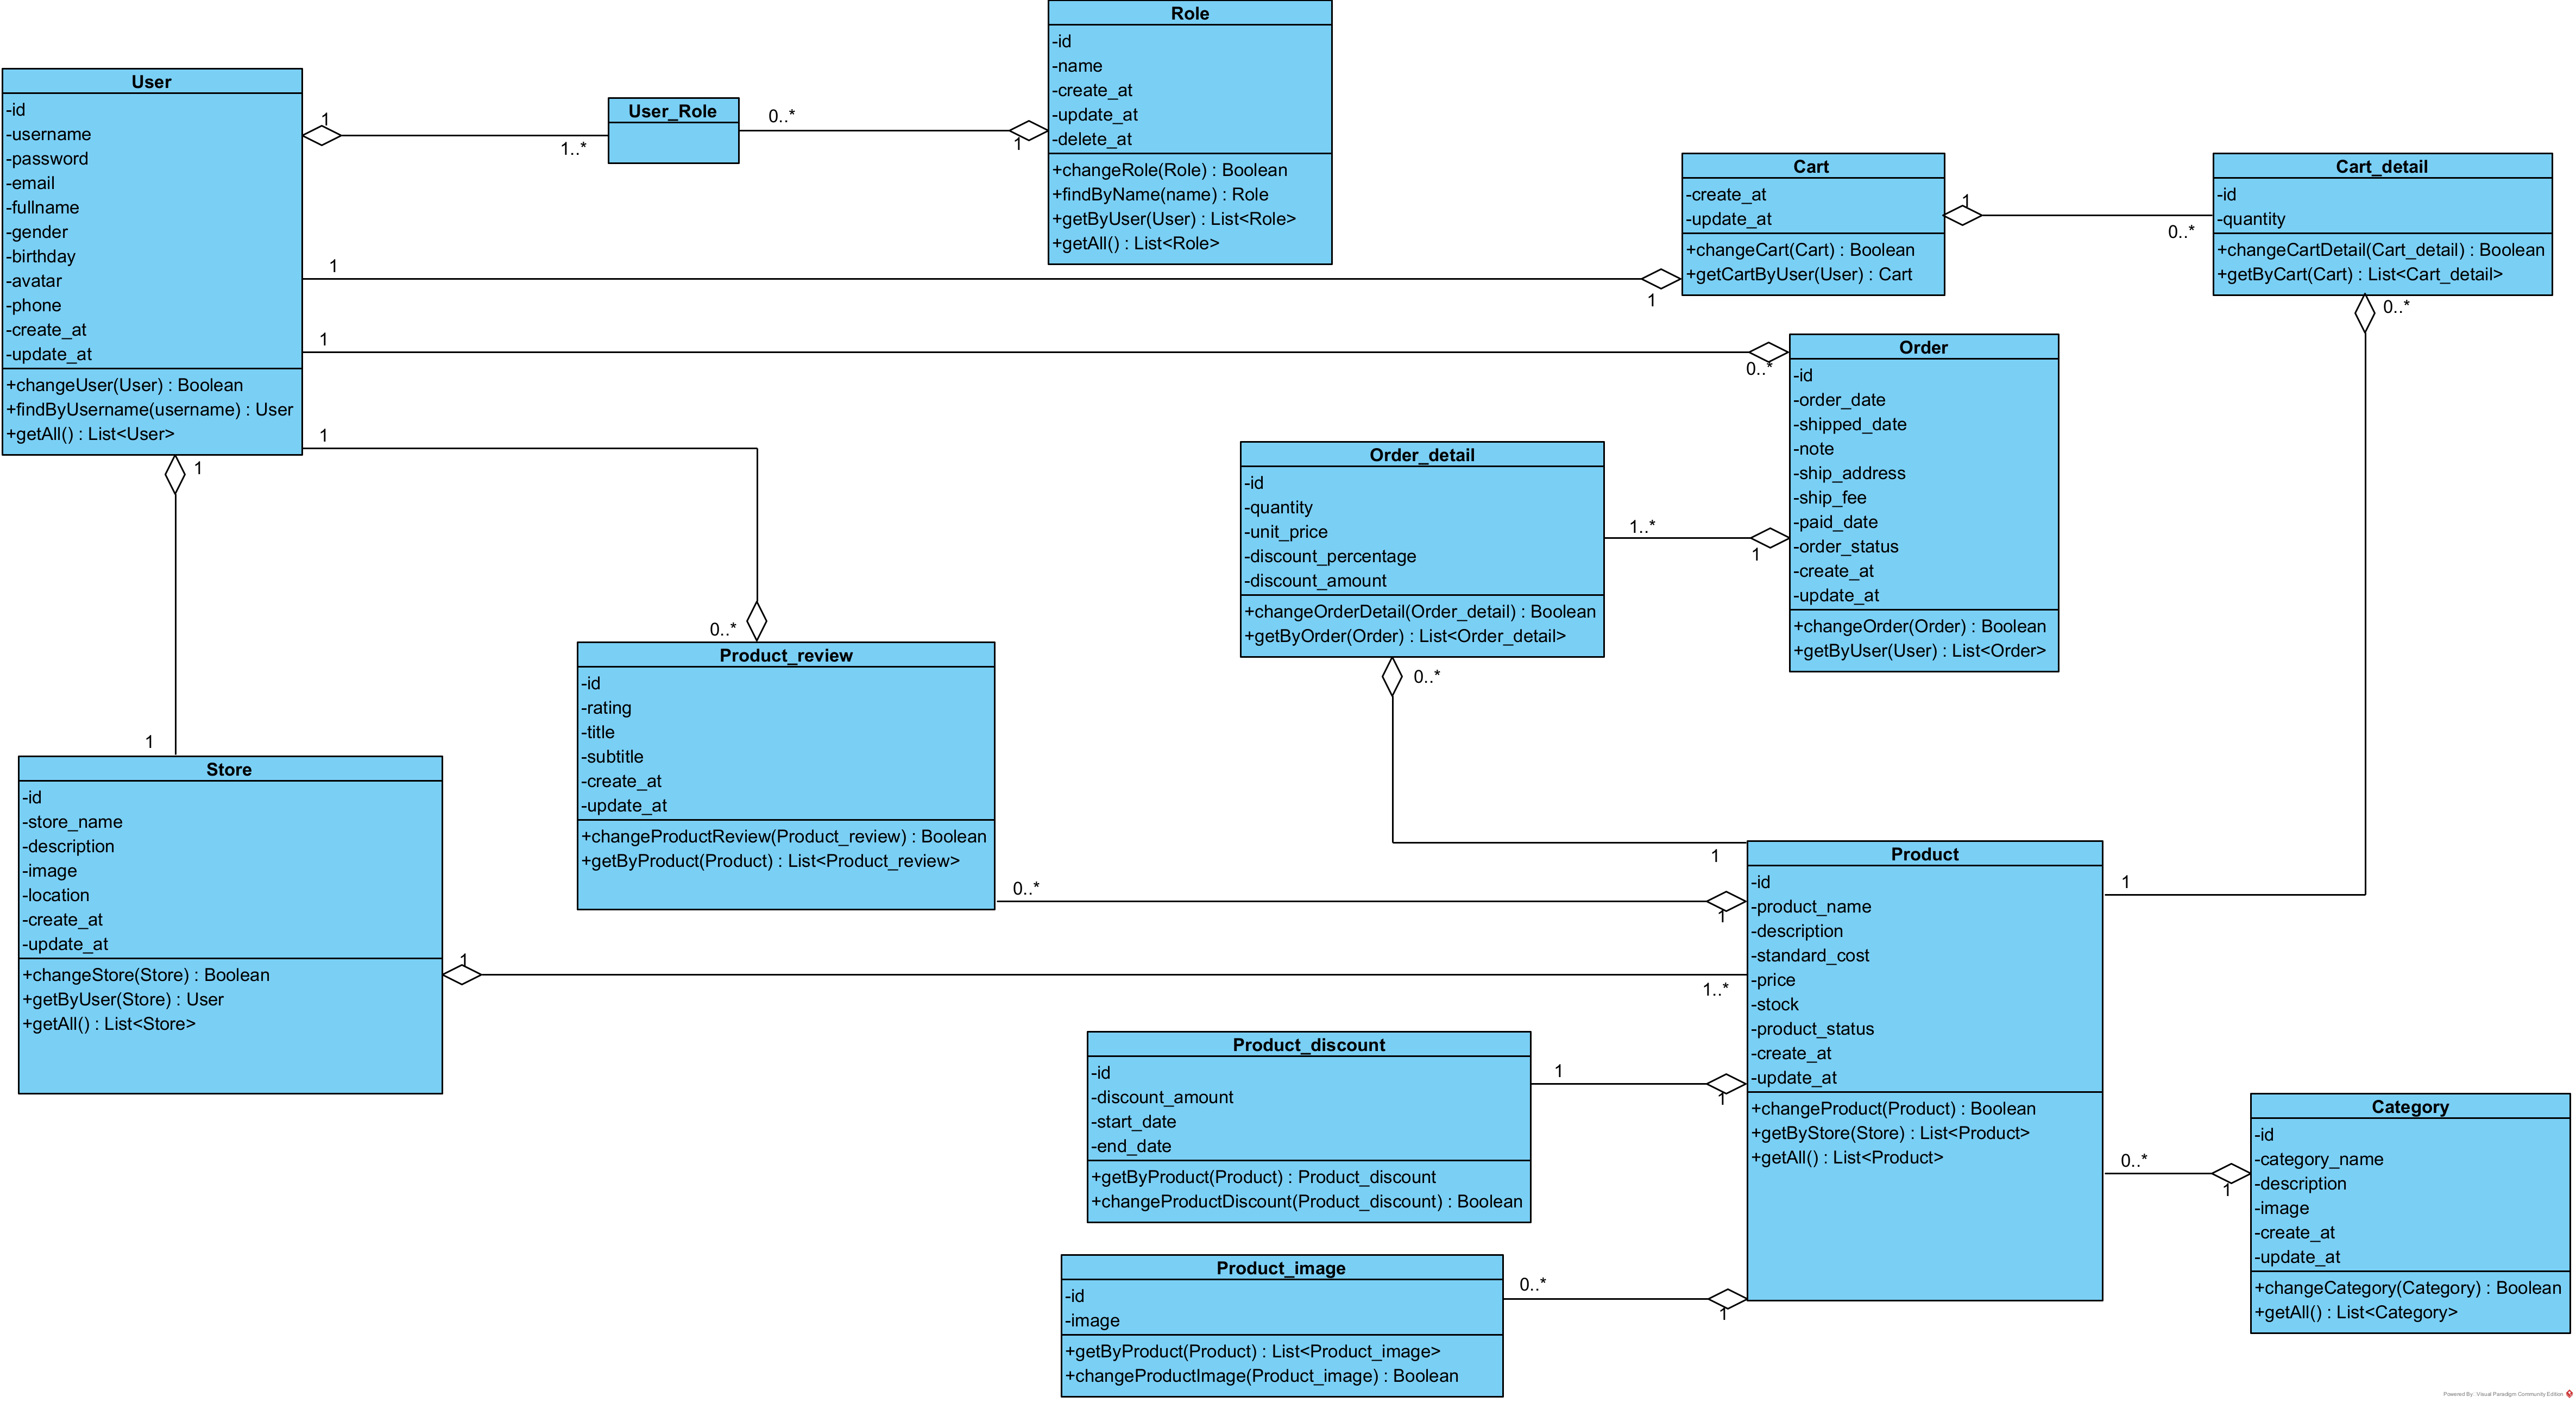 Role
-id
-name
-create_at
-update_at
-delete_at
+changeRole(Role) : Boolean
+findByName(name) : Role
+getByUser(User) : List<Role>
+getAll() : List<Role>
User
-id
-username
-password
-email
-fullname
-gender
-birthday
-avatar
-phone
-create_at
-update_at
+changeUser(User) : Boolean
+findByUsername(username) : User
+getAll() : List<User>
1
1..*
User_Role
0..*
1
1
1
Cart
-create_at
-update_at
+changeCart(Cart) : Boolean
+getCartByUser(User) : Cart
1
0..*
Cart_detail
-id
-quantity
+changeCartDetail(Cart_detail) : Boolean
+getByCart(Cart) : List<Cart_detail>
0..*
1
0..*
Order
-id
-order_date
-shipped_date
-note
-ship_address
-ship_fee
-paid_date
-order_status
-create_at
-update_at
+changeOrder(Order) : Boolean
+getByUser(User) : List<Order>
1
0..*
1
1
Order_detail
-id
-quantity
-unit_price
-discount_percentage
-discount_amount
+changeOrderDetail(Order_detail) : Boolean
+getByOrder(Order) : List<Order_detail>
1..*
1
0..*
1
Product_review
-id
-rating
-title
-subtitle
-create_at
-update_at
+changeProductReview(Product_review) : Boolean
+getByProduct(Product) : List<Product_review>
0..*
1
Store
-id
-store_name
-description
-image
-location
-create_at
-update_at
+changeStore(Store) : Boolean
+getByUser(Store) : User
+getAll() : List<Store>
1
1..*
Product
-id
-product_name
-description
-standard_cost
-price
-stock
-product_status
-create_at
-update_at
+changeProduct(Product) : Boolean
+getByStore(Store) : List<Product>
+getAll() : List<Product>
1
Product_discount
-id
-discount_amount
-start_date
-end_date
+getByProduct(Product) : Product_discount
+changeProductDiscount(Product_discount) : Boolean
1
1
Product_image
-id
-image
+getByProduct(Product) : List<Product_image>
+changeProductImage(Product_image) : Boolean
0..*
1
0..*
1
Category
-id
-category_name
-description
-image
-create_at
-update_at
+changeCategory(Category) : Boolean
+getAll() : List<Category>
Powered By: Visual Paradigm Community Edition